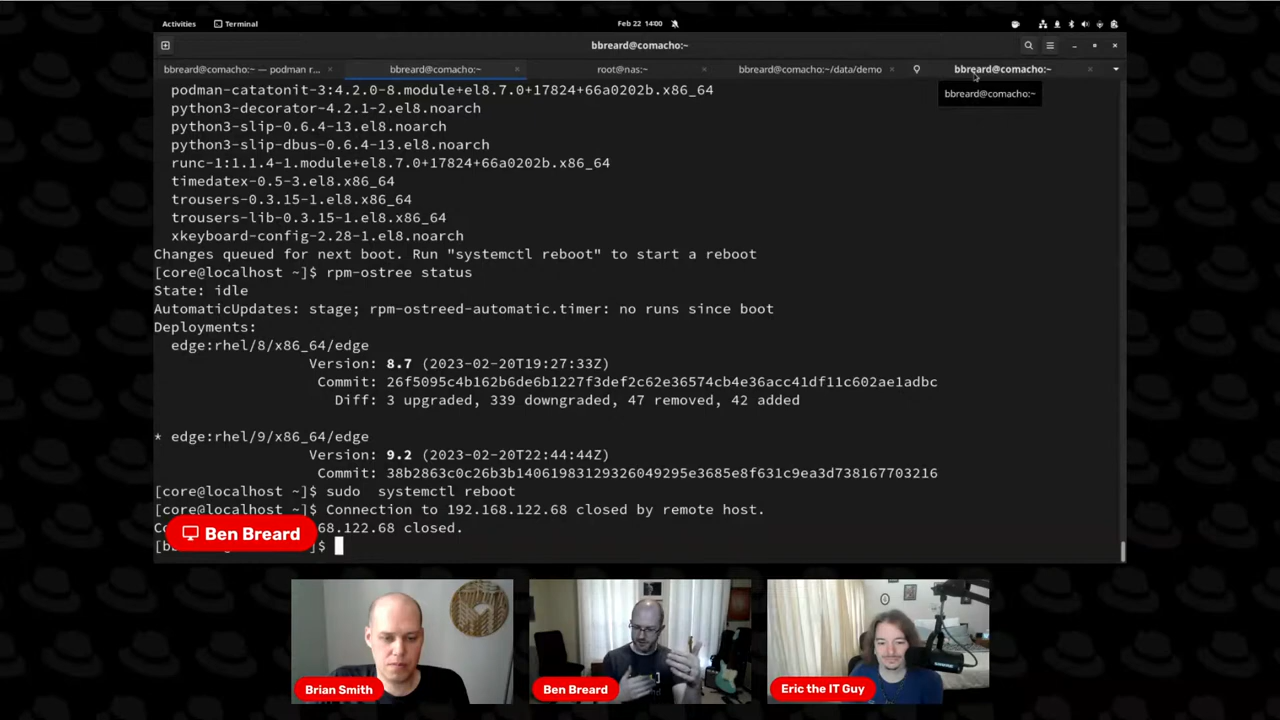 Activities Terminal Feb 22 14:00
bbreard@comacho:~
bbreard@comacho:~ — podman r... bbreard@comacho:~ root@nas:~ bbreard@comacho:~/data/demo bbreard@comacho:~
bbreard@comacho:~
podman-catatonit-3:4.2.0-8.module+el8.7.0+17824+66a0202b.x86_64
python3-decorator-4.2.1-2.el8.noarch
python3-slip-0.6.4-13.el8.noarch
python3-slip-dbus-0.6.4-13.el8.noarch
runc-1:1.1.4-1.module+el8.7.0+17824+66a0202b.x86_64
timedatex-0.5-3.el8.x86_64
trousers-0.3.15-1.el8.x86_64
trousers-lib-0.3.15-1.el8.x86_64
xkeyboard-config-2.28-1.el8.noarch
Changes queued for next boot. Run "systemctl reboot" to start a reboot
[core@localhost ~]$ rpm-ostree status
State: idle
AutomaticUpdates: stage; rpm-ostreed-automatic.timer: no runs since boot
Deployments:
edge:rhel/8/x86_64/edge
Version: 8.7 (2023-02-20T19:27:33Z)
Commit: 26f5095c4b162b6de6b1227f3def2c62e36574cb4e36acc41df11c602ae1adbc
Diff: 3 upgraded, 339 downgraded, 47 removed, 42 added
* edge:rhel/9/x86_64/edge
Version: 9.2 (2023-02-20T22:44:44Z)
Commit: 38b2863c0c26b3b14061983129326049295e3685e8f631c9ea3d738167703216
[core@localhost ~]$ sudo  systemctl reboot
[core@localhost ~]$ Connection to 192.168.122.68 closed by remote host.
68.122.68 closed.
]$
Ben Breard
Brian Smith Ben Breard Eric the IT Guy